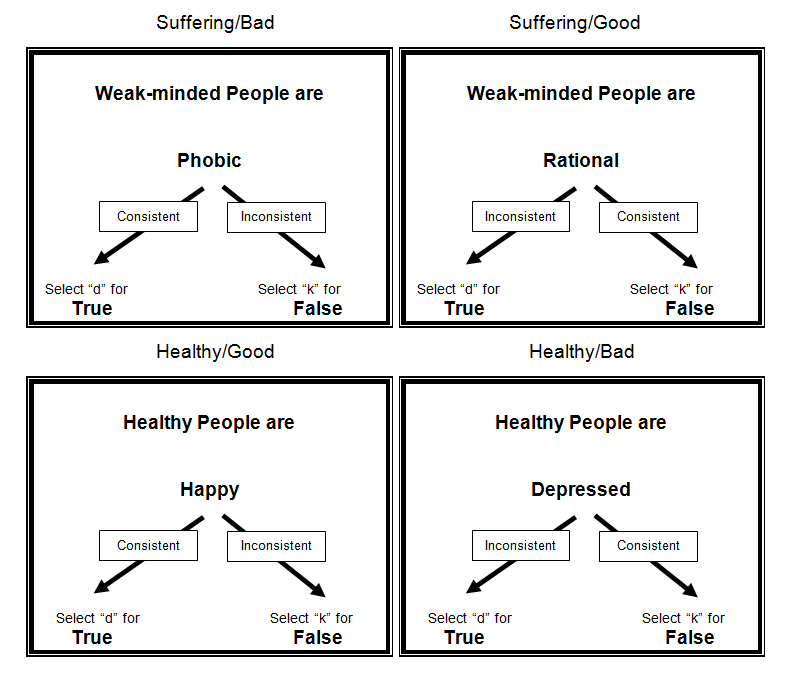 Suffering/Bad
Weak-minded People are
Phobic
Consistent
Inconsistent
Select “d” for
True
Select “k” for
False
Suffering/Good
Weak-minded People are
Rational
Inconsistent
Consistent
Select “d” for
True
Select “k” for
False
Healthy/Good
Healthy People are
Happy
Consistent
Inconsistent
Select “d” for
True
Select “k” for
False
Healthy/Bad
Healthy People are
Depressed
Inconsistent
Consistent
Select “d” for
True
Select “k” for
False